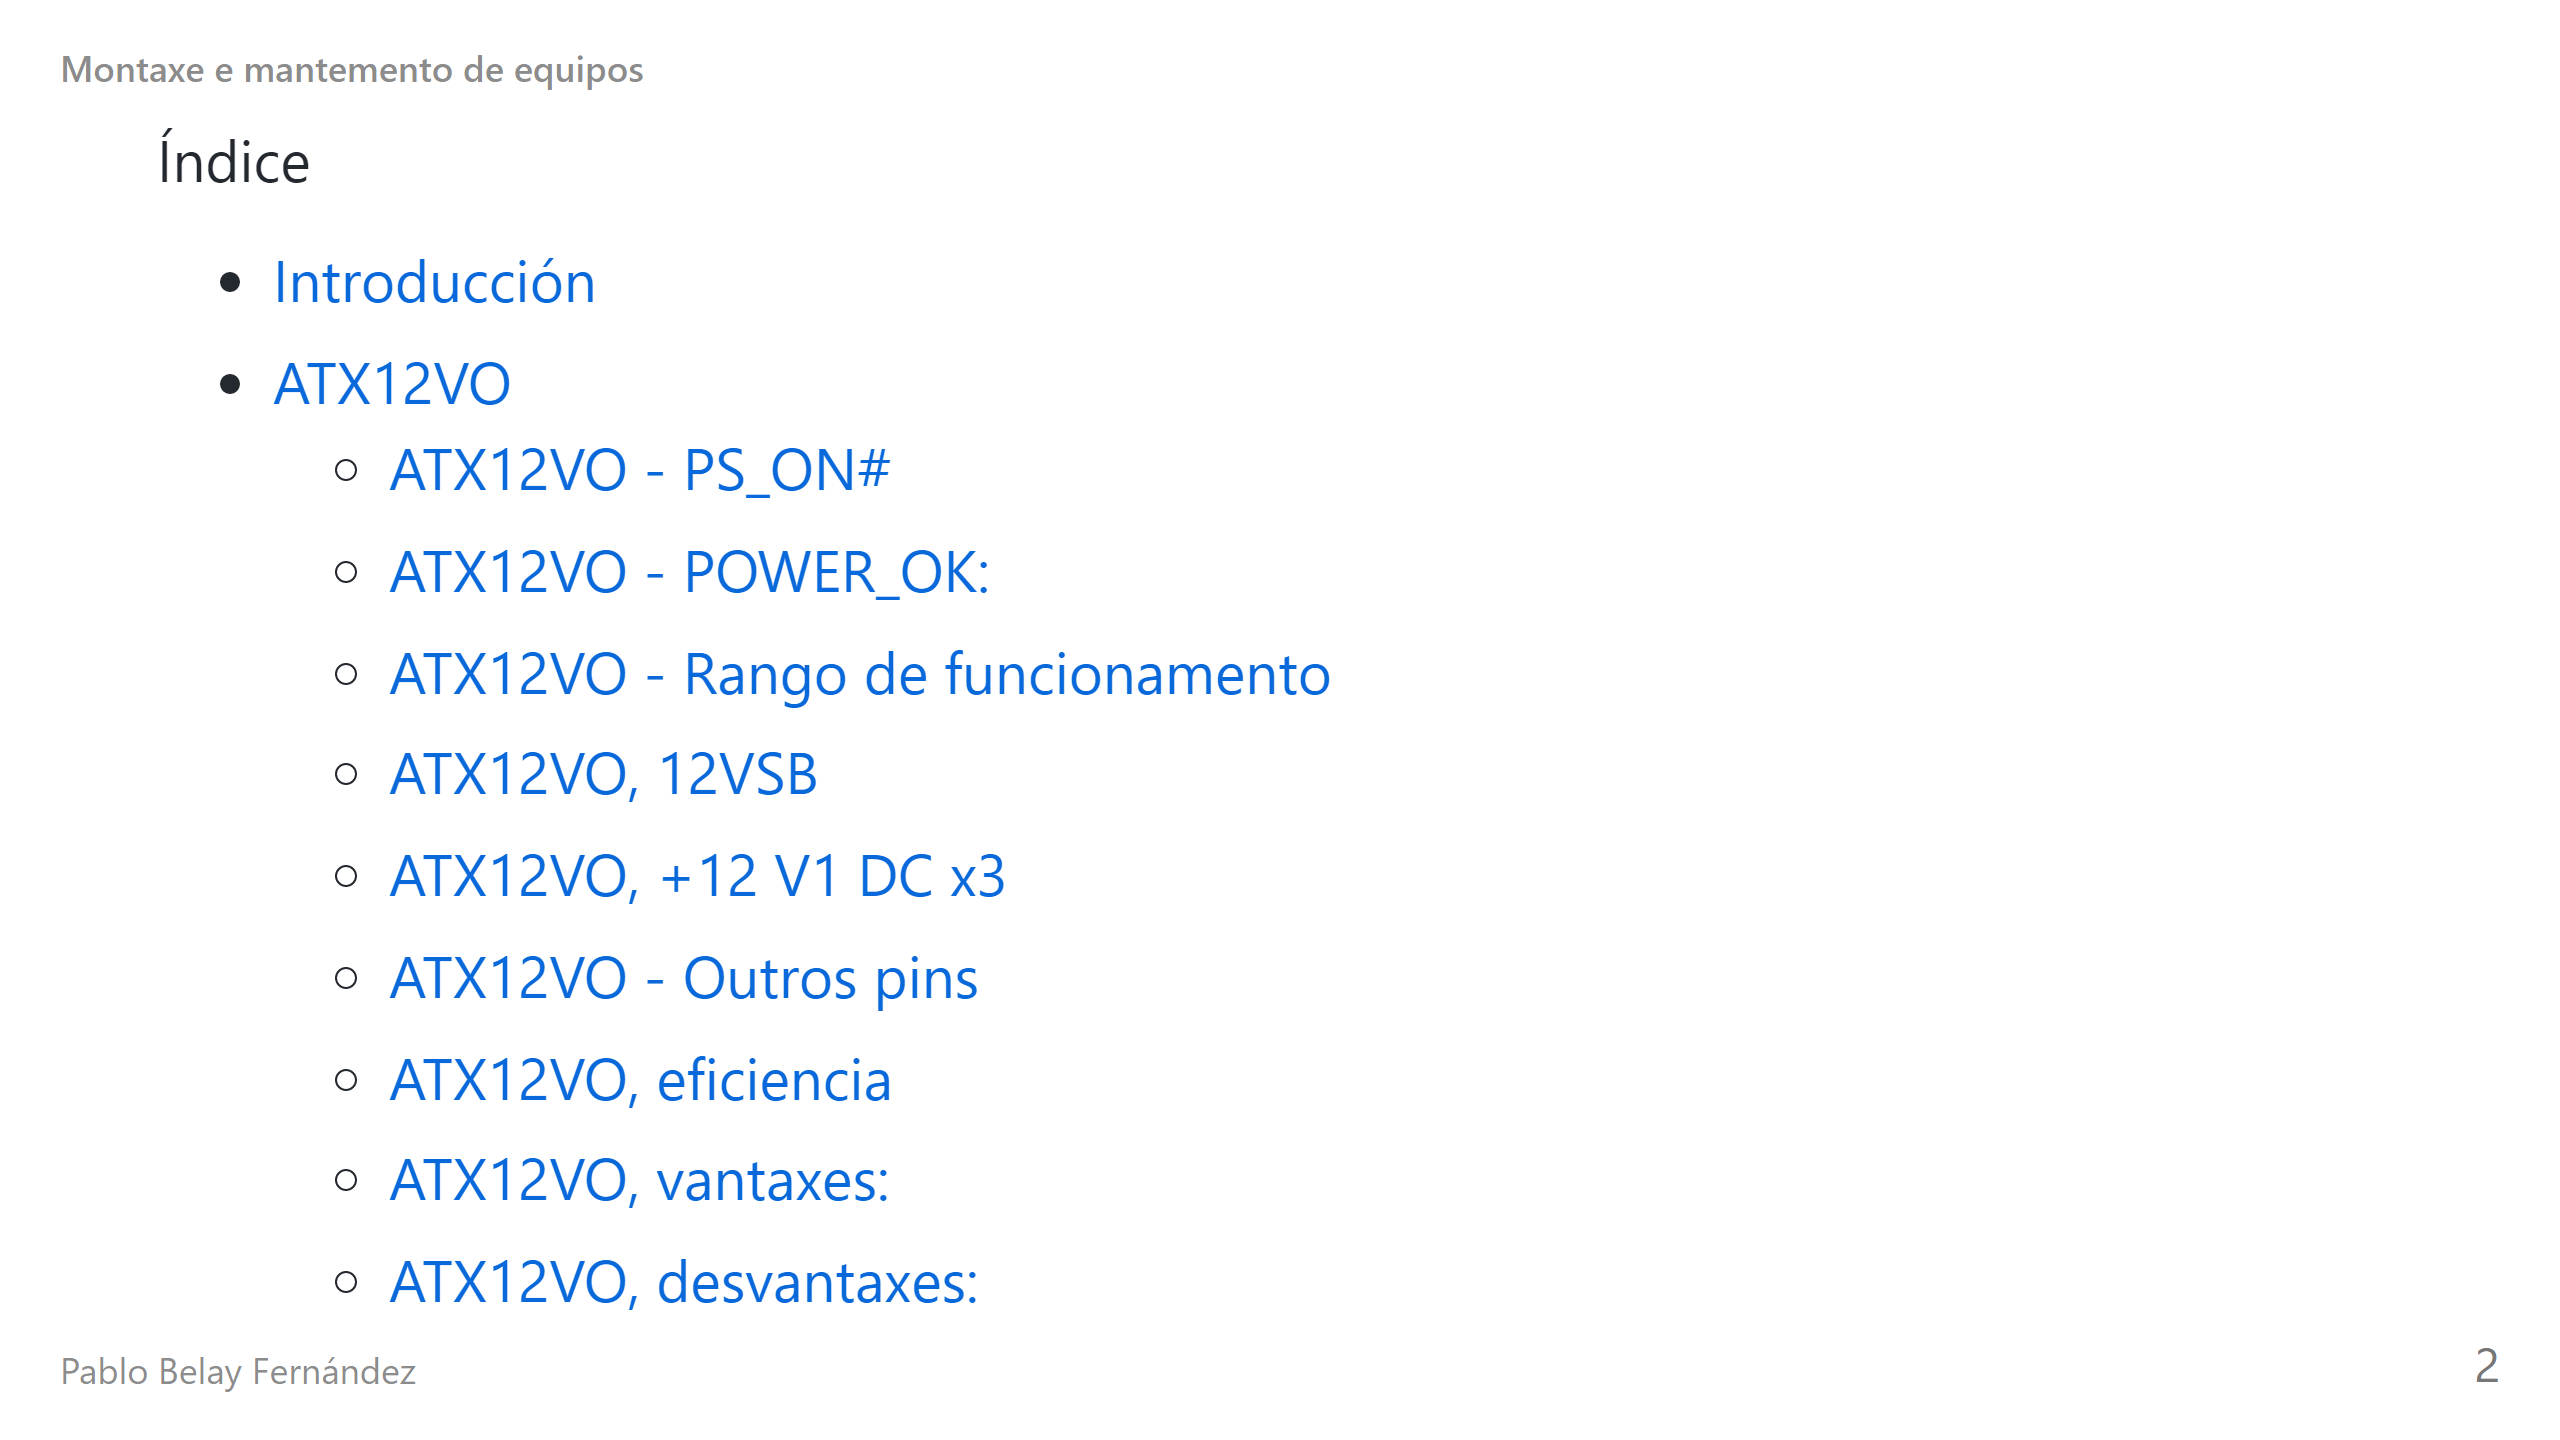 Montaxe e mantemento de equipos
Índice
Introducción
ATX12VO
ATX12VO - PS_ON#
ATX12VO - POWER_OK:
ATX12VO - Rango de funcionamento
ATX12VO, 12VSB
ATX12VO, +12 V1 DC x3
ATX12VO - Outros pins
ATX12VO, eficiencia
ATX12VO, vantaxes:
ATX12VO, desvantaxes:
Pablo Belay Fernández
2